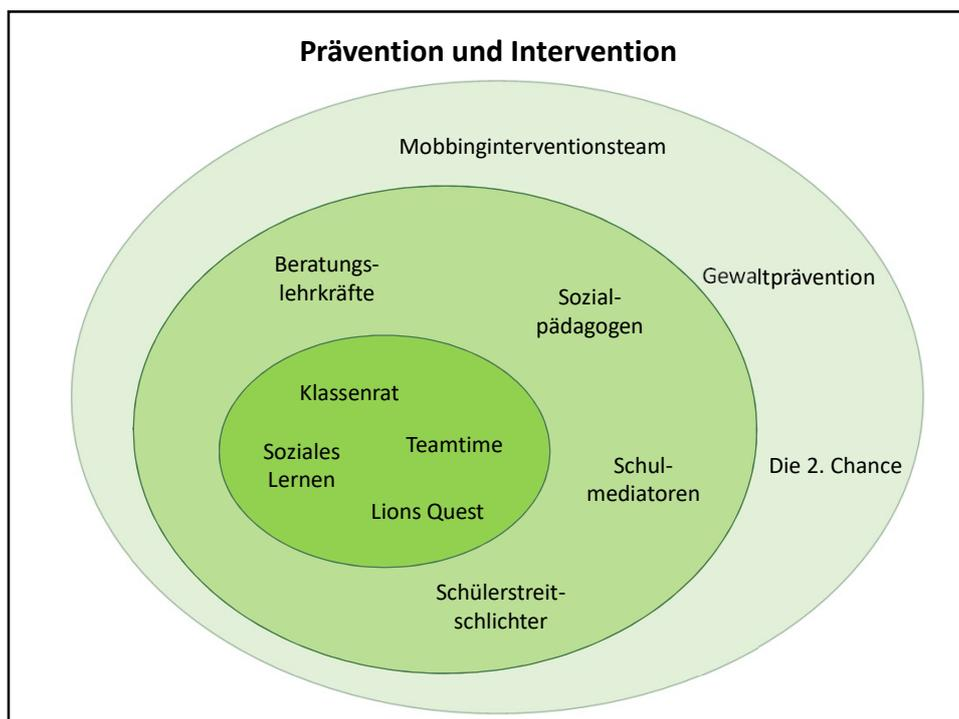 Prävention und Intervention
Mobbinginterventionsteam
Beratungs-
lehrkräfte
Gewaltprävention
Sozial-
pädagogen
Klassenrat
Teamtime
Soziales
Lernen
Lions Quest
Schul-
mediatoren
Die 2. Chance
Schülerstreit-
schlichter